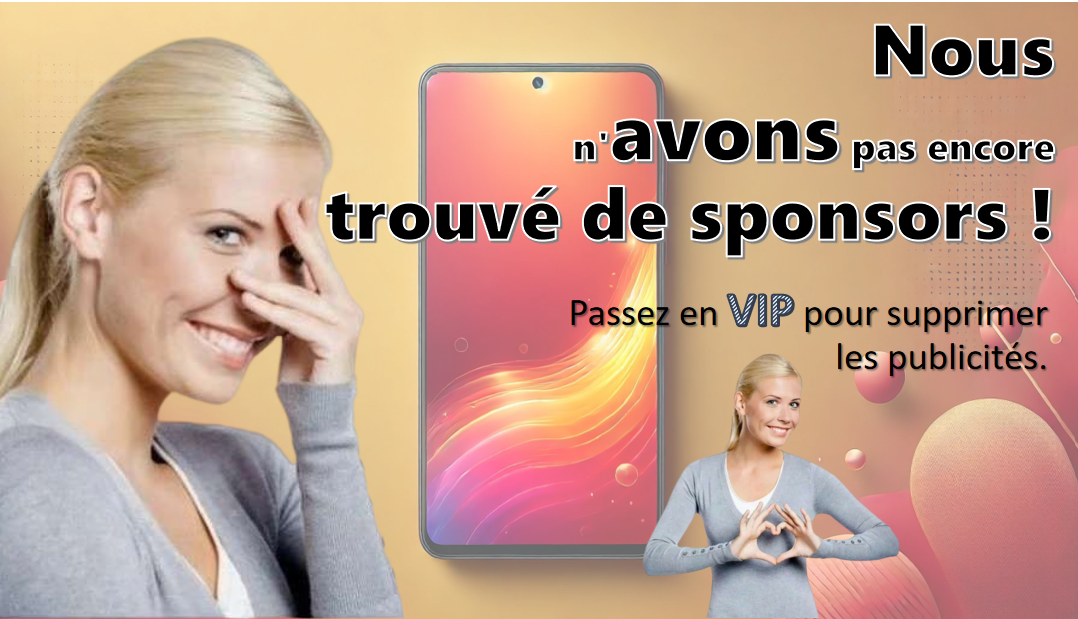 Nous
n'avons pas encore
trouvé de sponsors !
Passez en VIP pour supprimer
les publicités.